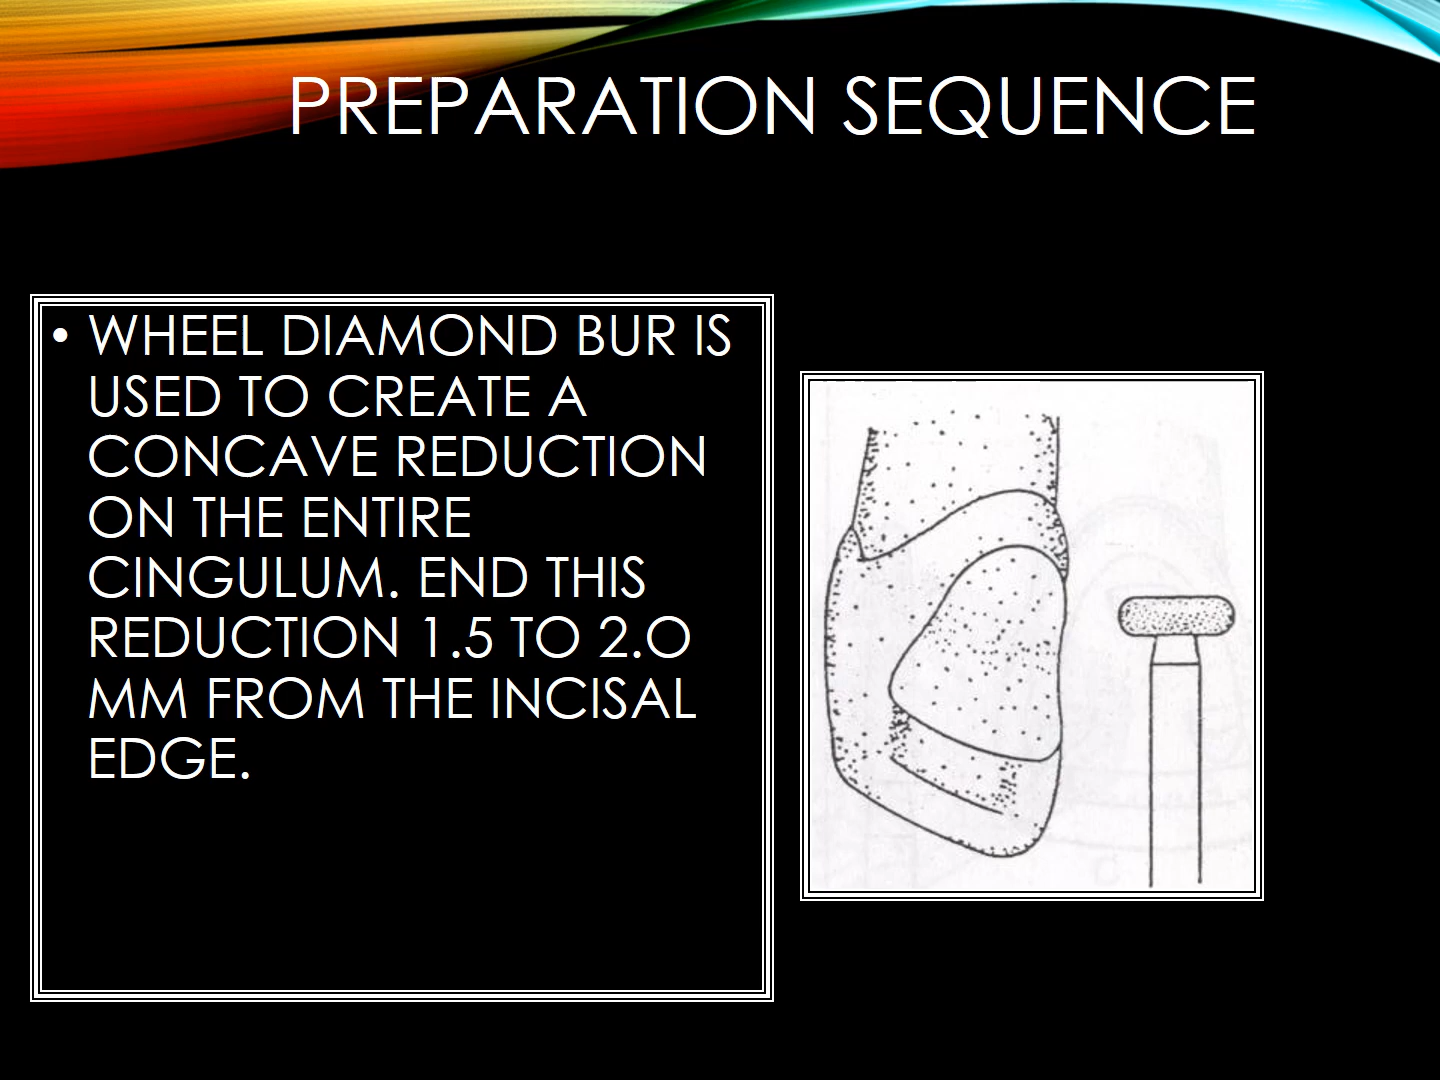 PREPARATION SEQUENCE
• WHEEL DIAMOND BUR IS
USED TO CREATE A
CONCAVE REDUCTION
ON THE ENTIRE
CINGULUM. END THIS
REDUCTION 1.5 TO 2.O
MM FROM THE INCISAL
EDGE.